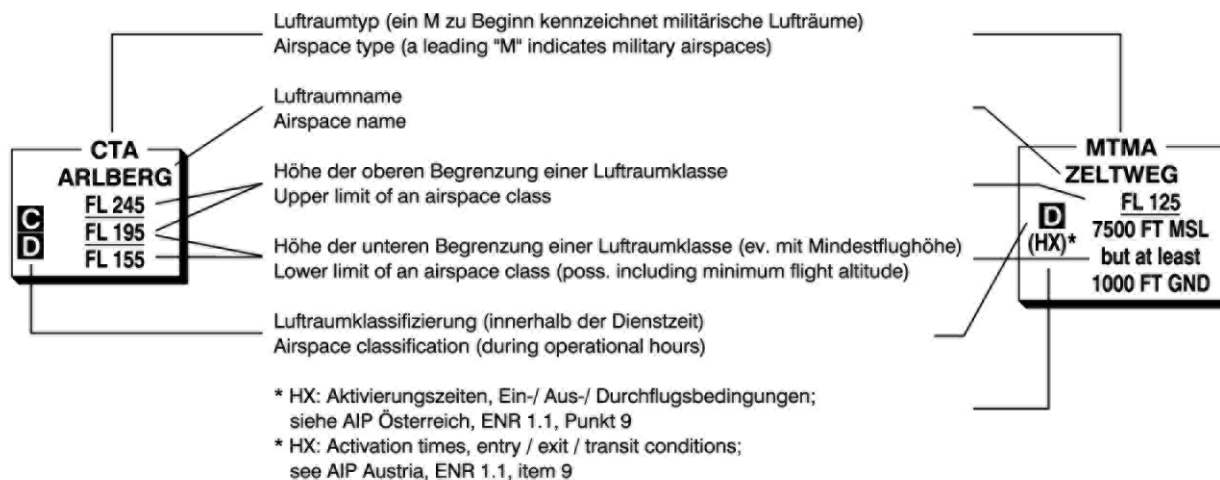 Luftraumtyp (ein M zu Beginn kennzeichnet militärische Lufträume)
Airspace type (a leading "M" indicates military airspaces)
Luftraumname
Airspace name
CTA
ARLBERG
FL 245
C
FL 195
D
FL 155
Höhe der oberen Begrenzung einer Luftraumklasse
Upper limit of an airspace class
Höhe der unteren Begrenzung einer Luftraumklasse (ev. mit Mindestflughöhe)
Lower limit of an airspace class (poss. including minimum flight altitude)
Luftraumklassifizierung (innerhalb der Dienstzeit)
Airspace classification (during operational hours)
* HX: Aktivierungszeiten, Ein-/ Aus-/ Durchflugsbedingungen;
siehe AIP Österreich, ENR 1.1, Punkt 9
* HX: Activation times, entry / exit / transit conditions;
see AIP Austria, ENR 1.1, item 9
MTMA
ZELTWEG
FL 125
D
7500 FT MSL
(HX)*
but at least
1000 FT GND